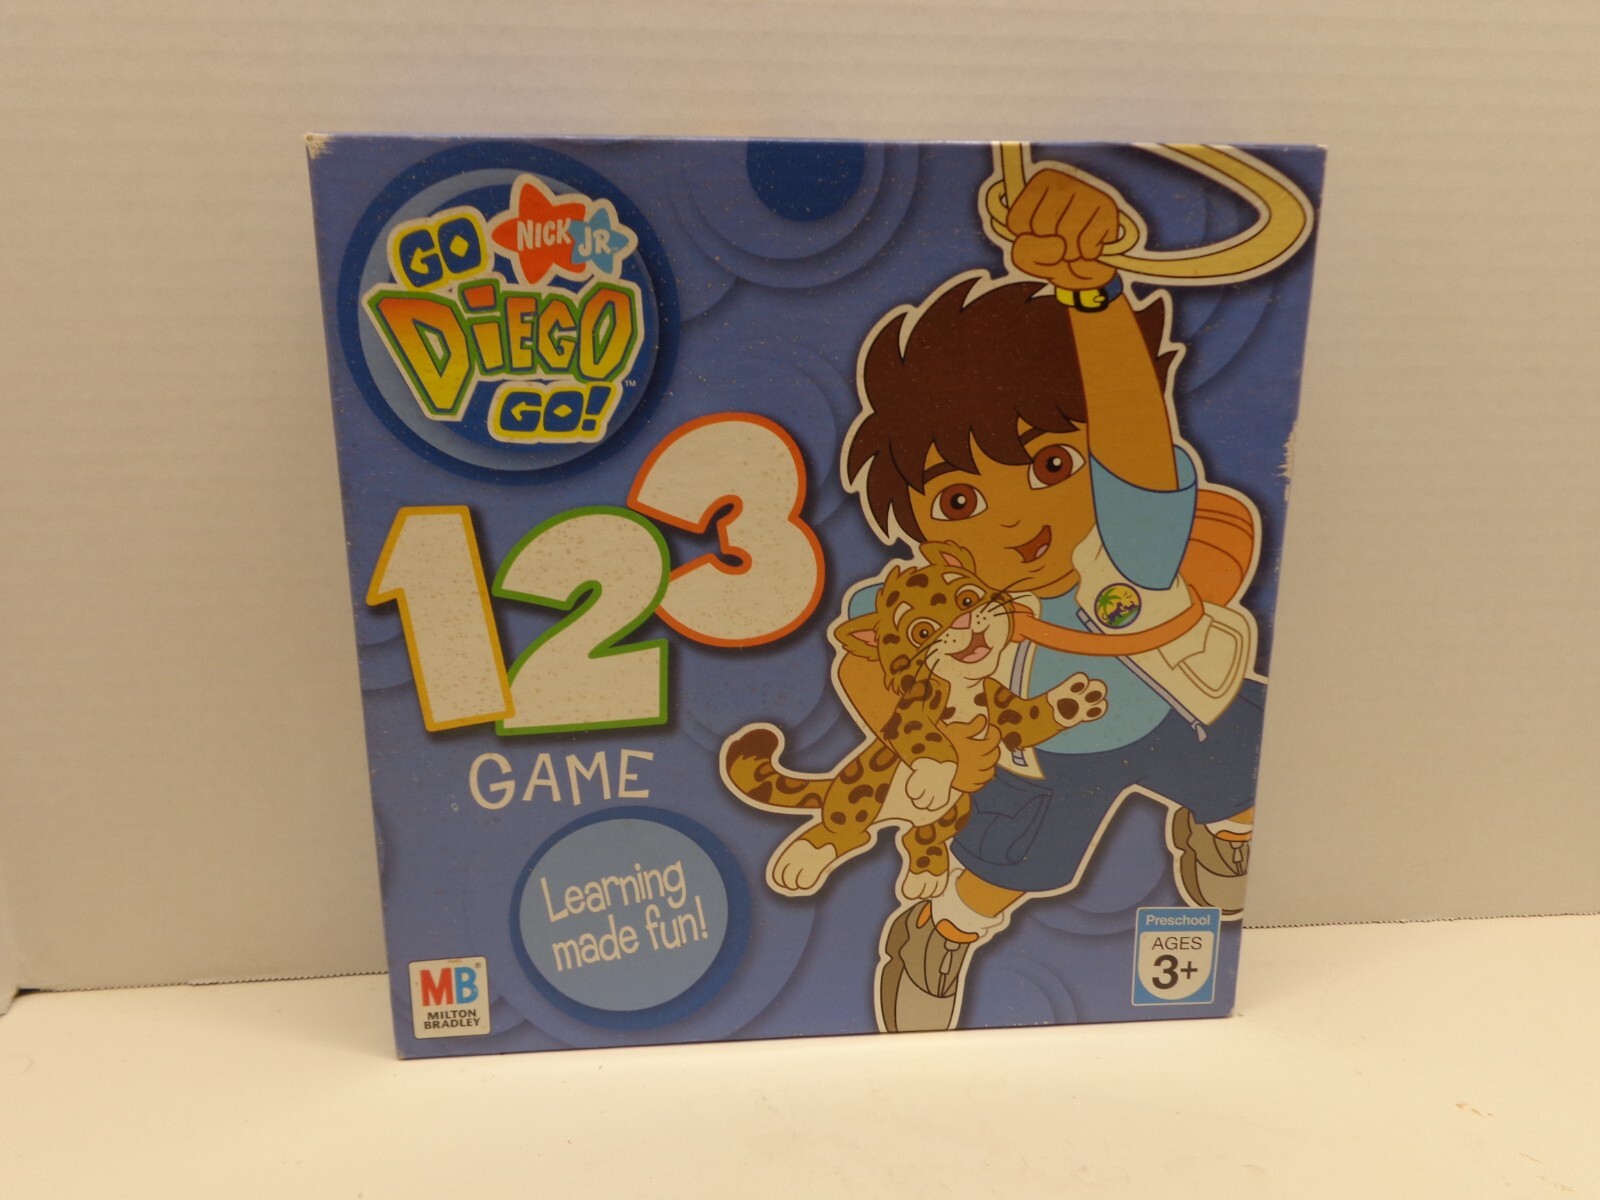 GO
NICK JR.
DIEGO
GO!™
1 2 3
GAME
Learning
made fun!
MB®
MILTON
BRADLEY
Preschool
AGES
3+